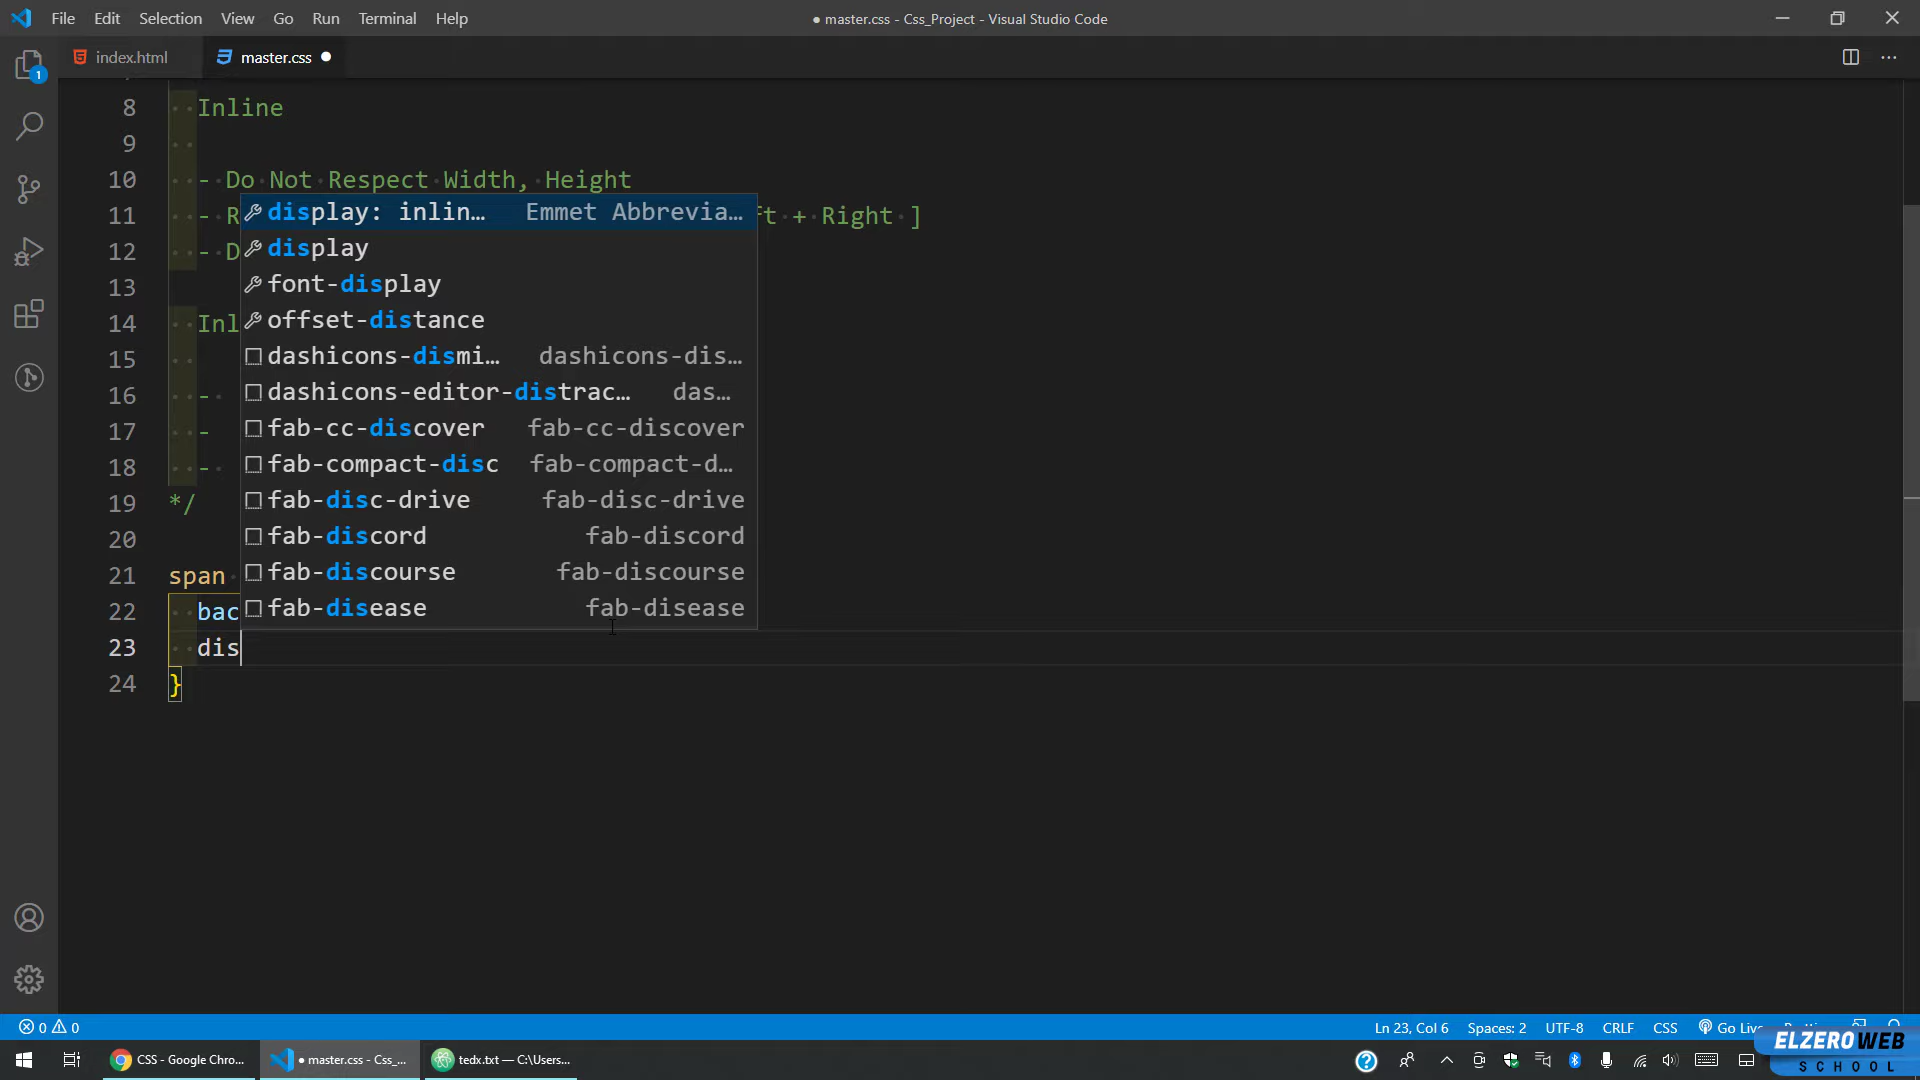 File Edit Selection View Go Run Terminal Help
● master.css - Css_Project - Visual Studio Code
index.html
master.css ●
1
8 Inline
9
10 - Do Not Respect Width, Height
11 - R ft + Right ]
12 - D
13
14 Inl
15
16 -
17 -
18 -
19 */
20
21 span
22 bac
23 dis
24 }
display: inlin… Emmet Abbrevia…
display
font-display
offset-distance
dashicons-dismi… dashicons-dis…
dashicons-editor-distrac… das…
fab-cc-discover fab-cc-discover
fab-compact-disc fab-compact-d…
fab-disc-drive fab-disc-drive
fab-discord fab-discord
fab-discourse fab-discourse
fab-disease fab-disease
0 0
Ln 23, Col 6 Spaces: 2 UTF-8 CRLF CSS Go Live
CSS - Google Chro...
● master.css - Css_...
tedx.txt — C:\Users...
ELZEROWEB
SCHOOL